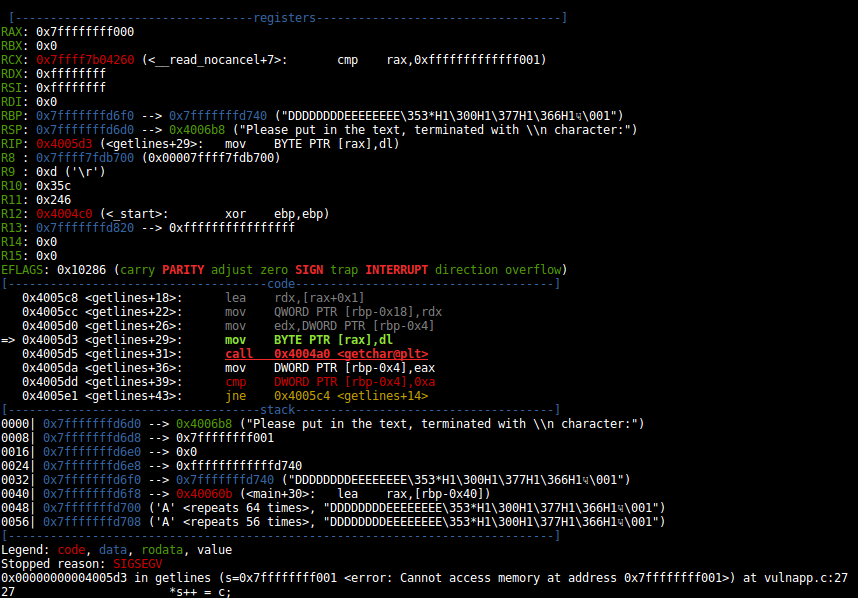 [----------------------------------registers-----------------------------------]
RAX: 0x7ffffffff000
RBX: 0x0
RCX: 0x7ffff7b04260 (<__read_nocancel+7>: cmp rax,0xfffffffffffff001)
RDX: 0xffffffff
RSI: 0xffffffff
RDI: 0x0
RBP: 0x7fffffffd6f0 --> 0x7fffffffd740 ("DDDDDDDDEEEEEEEE\353*H1\300H1\377H1\366H1\001")
RSP: 0x7fffffffd6d0 --> 0x4006b8 ("Please put in the text, terminated with \\n character:")
RIP: 0x4005d3 (<getlines+29>: mov BYTE PTR [rax],dl)
R8 : 0x7ffff7fdb700 (0x00007ffff7fdb700)
R9 : 0xd ('\r')
R10: 0x35c
R11: 0x246
R12: 0x4004c0 (<_start>: xor ebp,ebp)
R13: 0x7fffffffd820 --> 0xffffffffffffffff
R14: 0x0
R15: 0x0
EFLAGS: 0x10286 (carry PARITY adjust zero SIGN trap INTERRUPT direction overflow)
[-------------------------------------code-------------------------------------]
0x4005c8 <getlines+18>: lea rdx,[rax+0x1]
0x4005cc <getlines+22>: mov QWORD PTR [rbp-0x18],rdx
0x4005d0 <getlines+26>: mov edx,DWORD PTR [rbp-0x4]
=> 0x4005d3 <getlines+29>: mov BYTE PTR [rax],dl
0x4005d5 <getlines+31>: call 0x4004a0 <getchar@plt>
0x4005da <getlines+36>: mov DWORD PTR [rbp-0x4],eax
0x4005dd <getlines+39>: cmp DWORD PTR [rbp-0x4],0xa
0x4005e1 <getlines+43>: jne 0x4005c4 <getlines+14>
[------------------------------------stack-------------------------------------]
0000| 0x7fffffffd6d0 --> 0x4006b8 ("Please put in the text, terminated with \\n character:")
0008| 0x7fffffffd6d8 --> 0x7ffffffff001
0016| 0x7fffffffd6e0 --> 0x0
0024| 0x7fffffffd6e8 --> 0xffffffffffffd740
0032| 0x7fffffffd6f0 --> 0x7fffffffd740 ("DDDDDDDDEEEEEEEE\353*H1\300H1\377H1\366H1\001")
0040| 0x7fffffffd6f8 --> 0x40060b (<main+30>: lea rax,[rbp-0x40])
0048| 0x7fffffffd700 ('A' <repeats 64 times>, "DDDDDDDDEEEEEEEE\353*H1\300H1\377H1\366H1\001")
0056| 0x7fffffffd708 ('A' <repeats 56 times>, "DDDDDDDDEEEEEEEE\353*H1\300H1\377H1\366H1\001")
[------------------------------------------------------------------------------]
Legend: code, data, rodata, value
Stopped reason: SIGSEGV
0x00000000004005d3 in getlines (s=0x7ffffffff001 <error: Cannot access memory at address 0x7ffffffff001>) at vulnapp.c:27
27 *s++ = c;